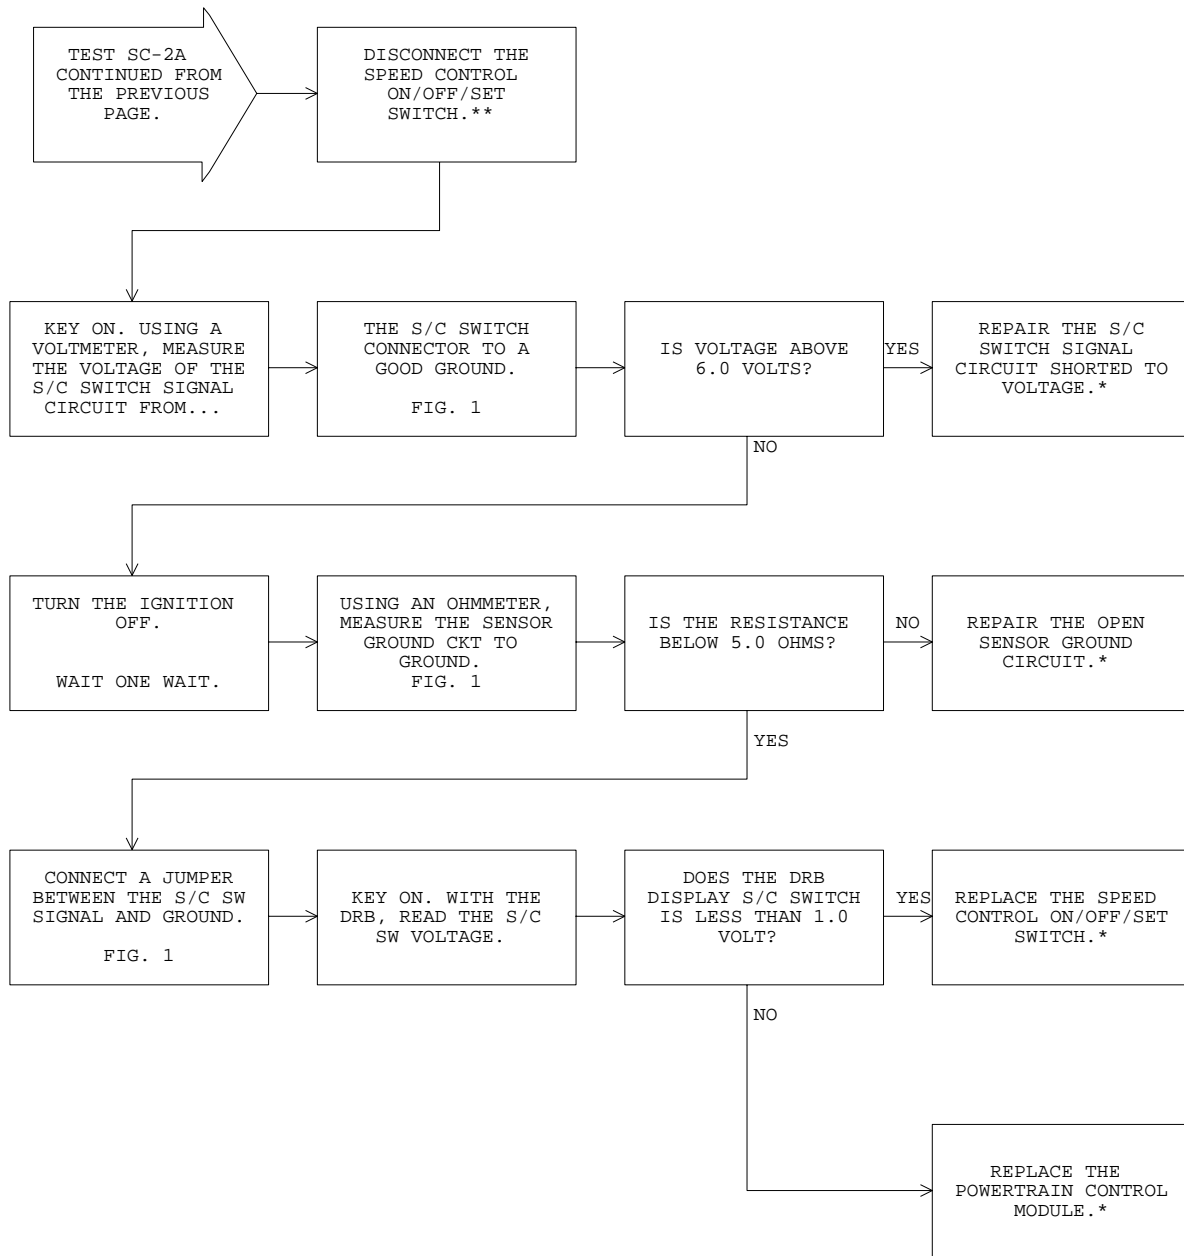 TEST SC-2A
CONTINUED FROM
THE PREVIOUS
PAGE.
DISCONNECT THE
SPEED CONTROL
ON/OFF/SET
SWITCH.**
KEY ON. USING A
VOLTMETER, MEASURE
THE VOLTAGE OF THE
S/C SWITCH SIGNAL
CIRCUIT FROM...
THE S/C SWITCH
CONNECTOR TO A
GOOD GROUND.
FIG. 1
IS VOLTAGE ABOVE
6.0 VOLTS?
YES
REPAIR THE S/C
SWITCH SIGNAL
CIRCUIT SHORTED TO
VOLTAGE.*
NO
TURN THE IGNITION
OFF.
WAIT ONE WAIT.
USING AN OHMMETER,
MEASURE THE SENSOR
GROUND CKT TO
GROUND.
FIG. 1
IS THE RESISTANCE
BELOW 5.0 OHMS?
NO
REPAIR THE OPEN
SENSOR GROUND
CIRCUIT.*
YES
CONNECT A JUMPER
BETWEEN THE S/C SW
SIGNAL AND GROUND.
FIG. 1
KEY ON. WITH THE
DRB, READ THE S/C
SW VOLTAGE.
DOES THE DRB
DISPLAY S/C SWITCH
IS LESS THAN 1.0
VOLT?
YES
REPLACE THE SPEED
CONTROL ON/OFF/SET
SWITCH.*
NO
REPLACE THE
POWERTRAIN CONTROL
MODULE.*